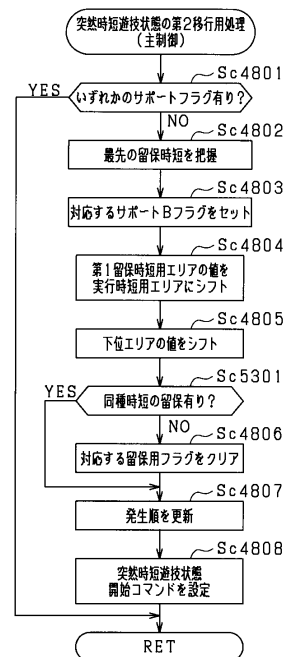 突然時短遊技状態の第2移行用処理
(主制御)
Sc4801
YES
いずれかのサポートフラグ有り?
NO
Sc4802
最先の留保時短を把握
Sc4803
対応するサポートBフラグをセット
Sc4804
第1留保時短用エリアの値を
実行時短用エリアにシフト
Sc4805
下位エリアの値をシフト
Sc5301
YES
同種時短の留保有り?
NO
Sc4806
対応する留保用フラグをクリア
Sc4807
発生順を更新
Sc4808
突然時短遊技状態
開始コマンドを設定
RET